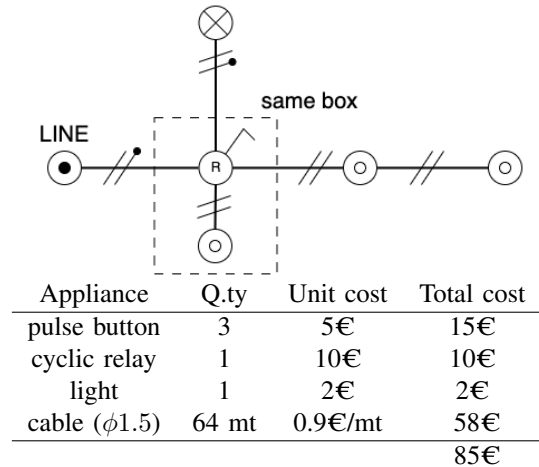 same box
LINE
R
Appliance Q.ty Unit cost Total cost
pulse button 3 5€ 15€
cyclic relay 1 10€ 10€
light 1 2€ 2€
cable (ϕ1.5) 64 mt 0.9€/mt 58€
85€